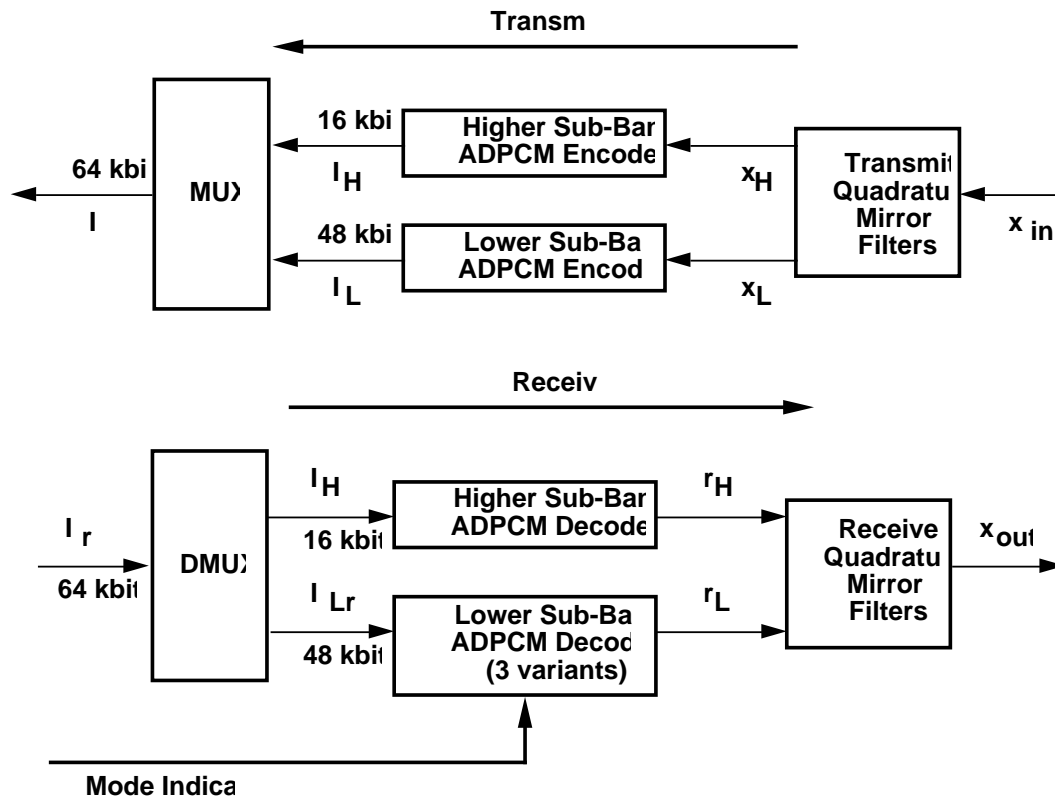 Transm
16 kbi
Higher Sub-Bar
ADPCM Encode
64 kbi
MUX
I H
x H
Transmit
Quadratu
Mirror
Filters
I
48 kbi
Lower Sub-Ba
ADPCM Encod
x in
I L
x L
Receiv
I H
Higher Sub-Bar
ADPCM Decode
r H
I r
16 kbit
DMUX
Receive
Quadratu
Mirror
Filters
x out
64 kbit
I Lr
Lower Sub-Ba
ADPCM Decod
(3 variants)
r L
48 kbit
Mode Indica